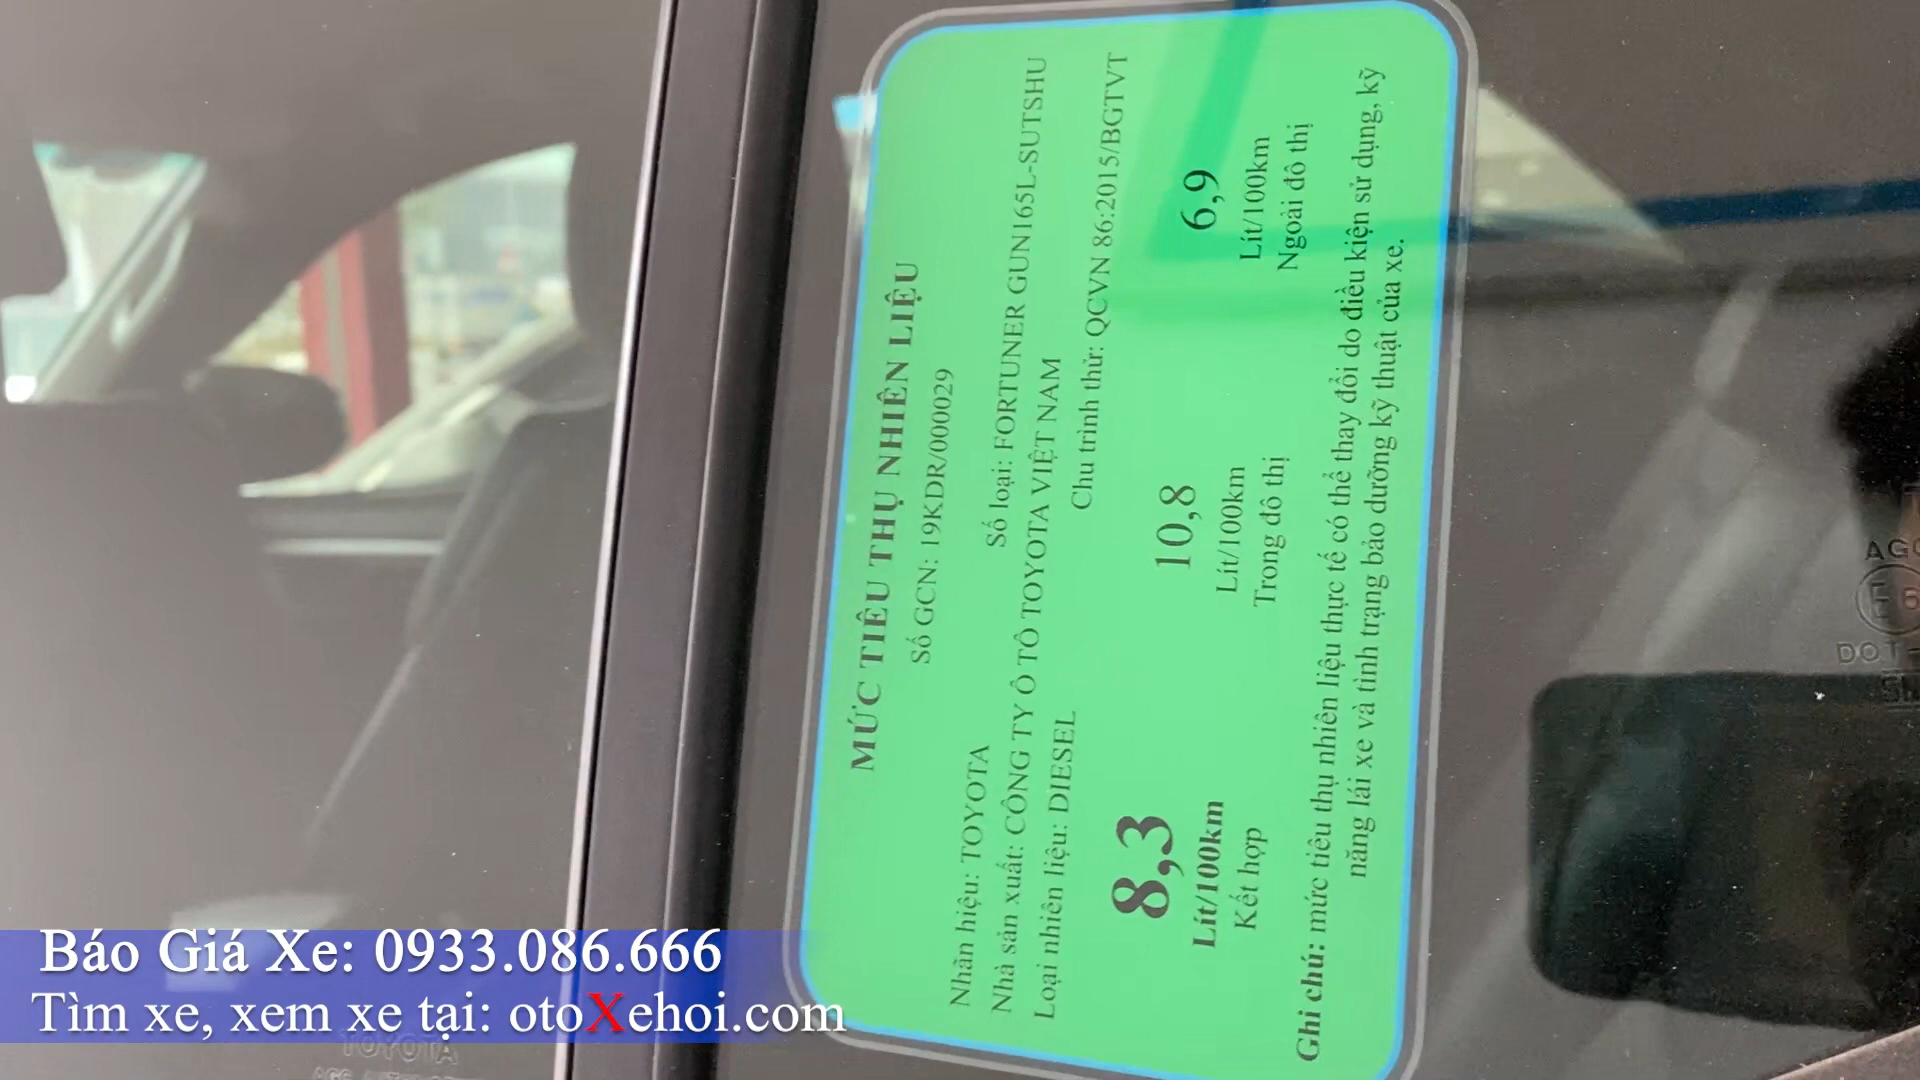 MỨC TIÊU THỤ NHIÊN LIỆU
Số GCN: 19KDR/000029
Nhãn hiệu: TOYOTA
Số loại: FORTUNER GUN165L-SUTSHU
Nhà sản xuất: CÔNG TY Ô TÔ TOYOTA VIỆT NAM
Loại nhiên liệu: DIESEL
Chu trình thử: QCVN 86:2015/BGTVT
8,3
Lít/100km
Kết hợp
10,8
Lít/100km
Trong đô thị
6,9
Lít/100km
Ngoài đô thị
Ghi chú: mức tiêu thụ nhiên liệu thực tế có thể thay đổi do điều kiện sử dụng, kỹ
năng lái xe và tình trạng bảo dưỡng kỹ thuật của xe.
Báo Giá Xe: 0933.086.666
Tìm xe, xem xe tại: otoXehoi.com
TOYOTA
DOT